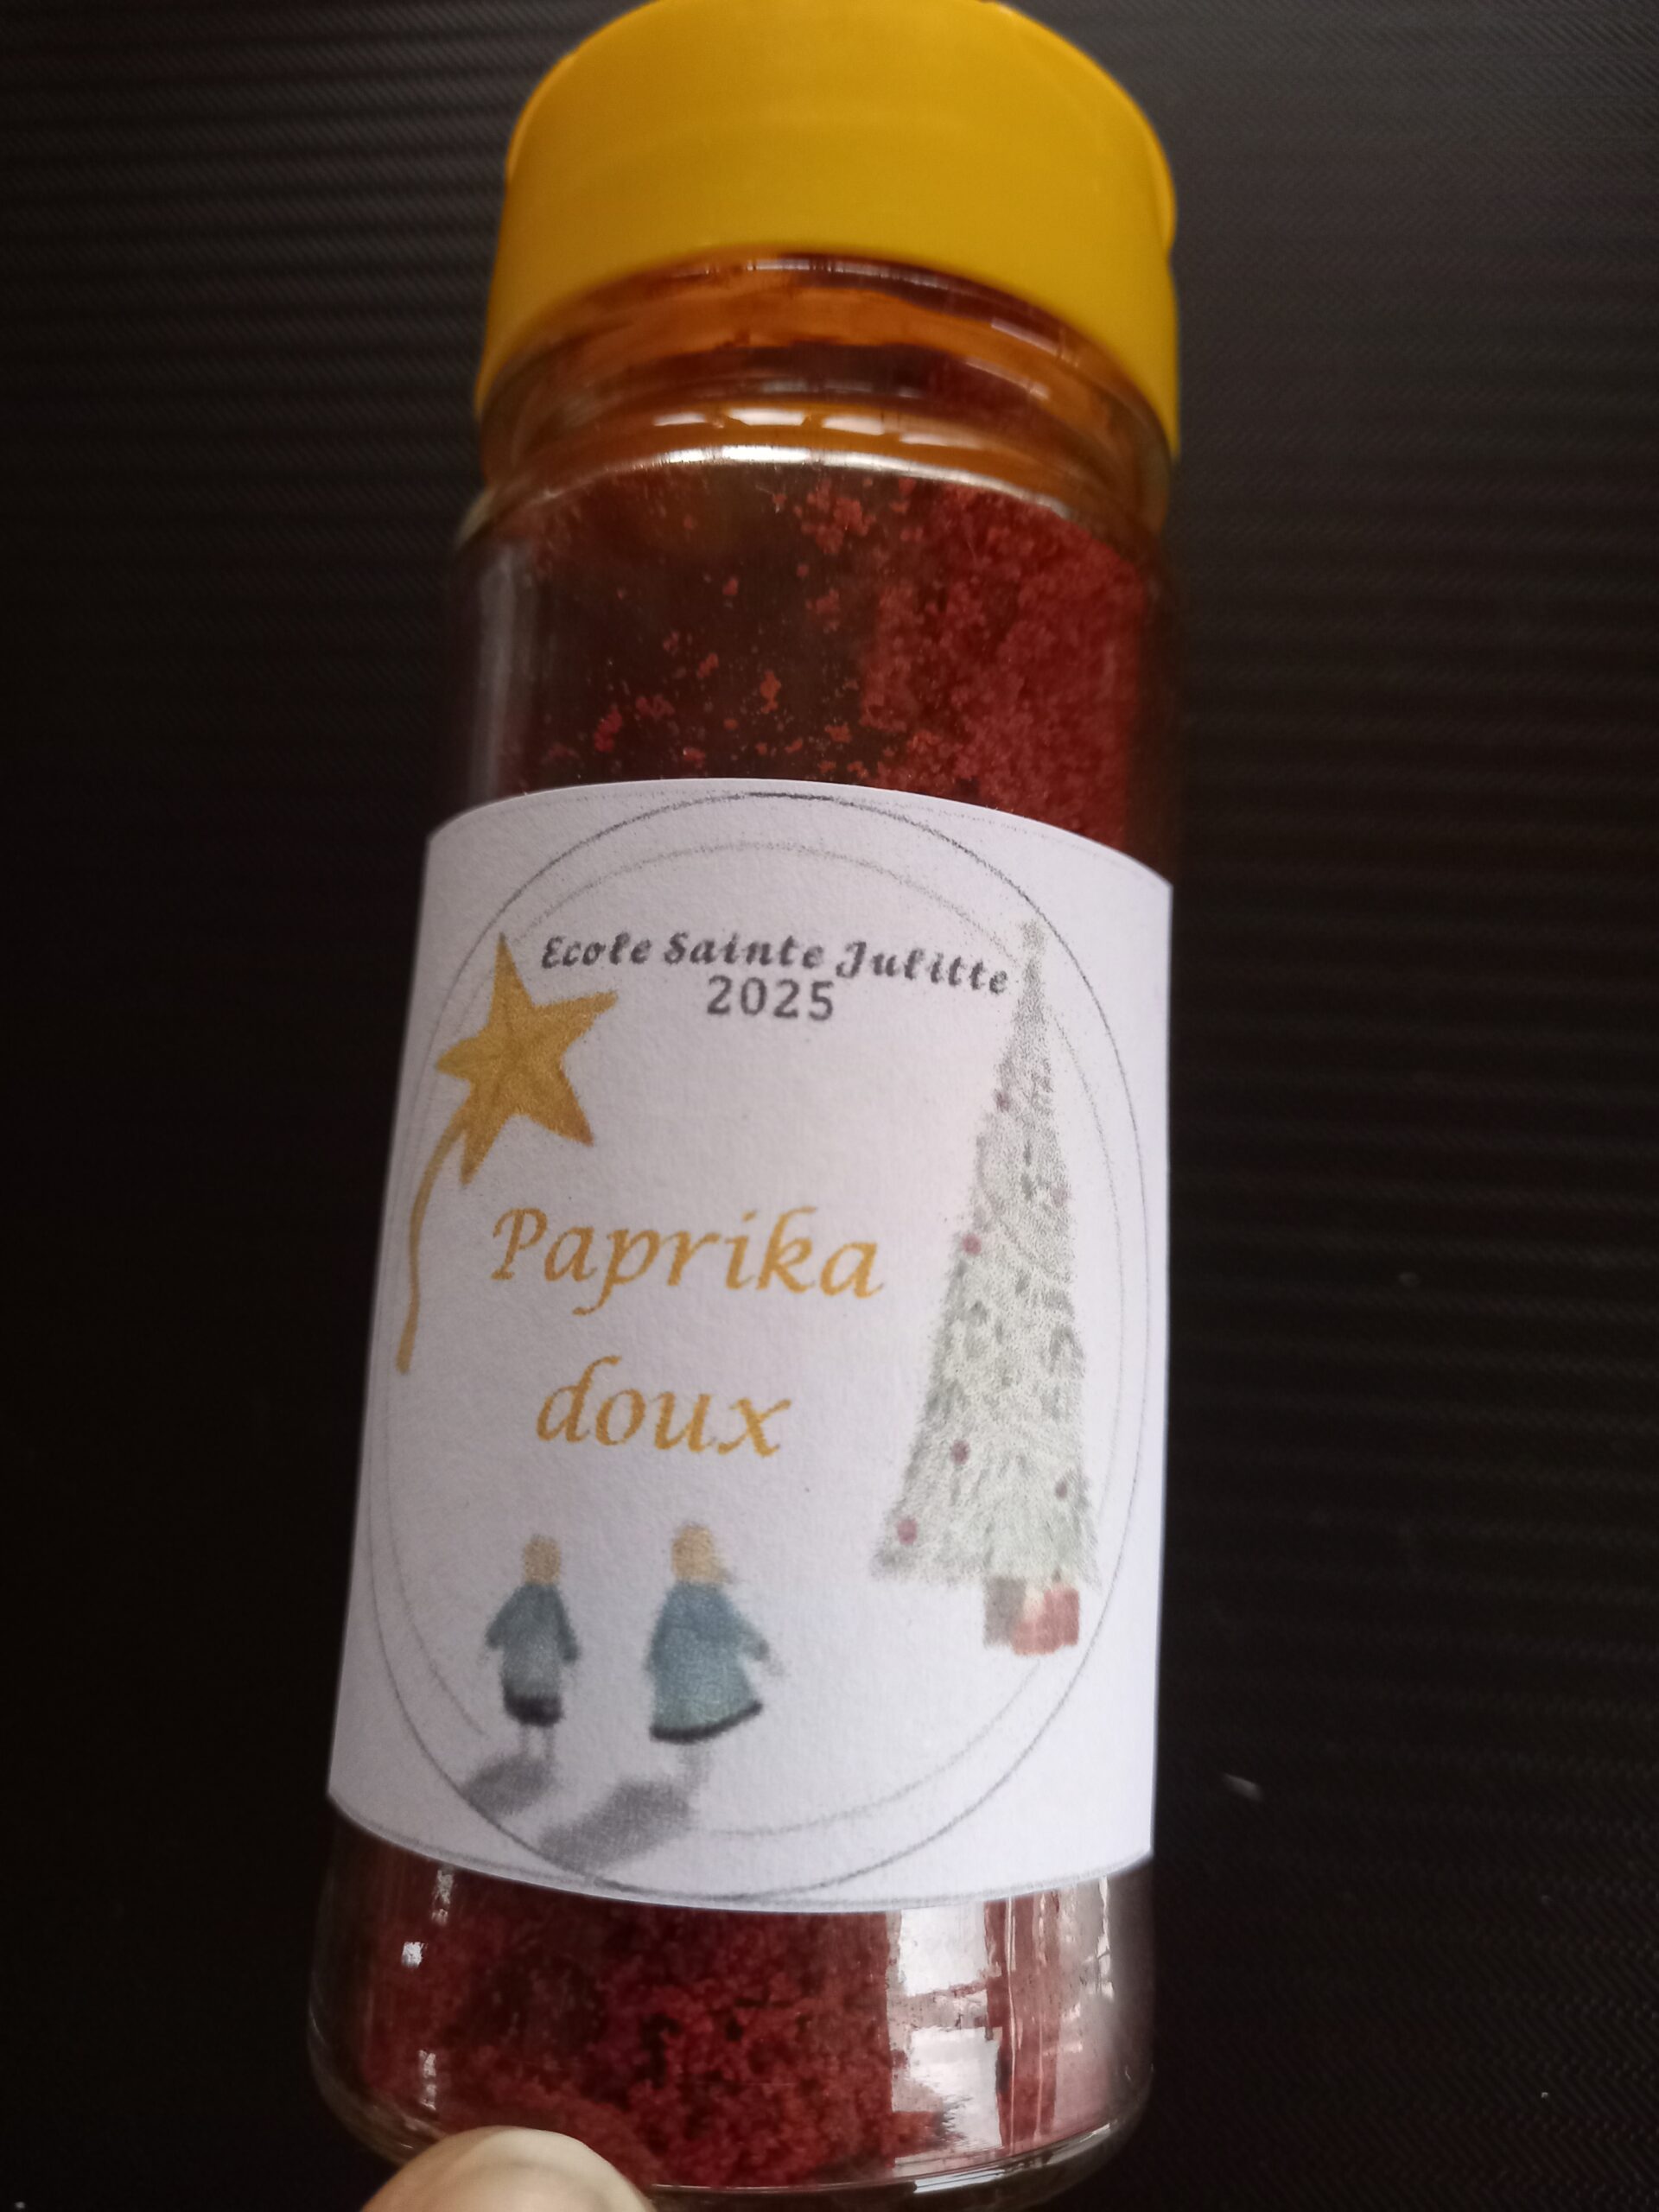 Ecole Sainte Julitte
2025
Paprika
doux